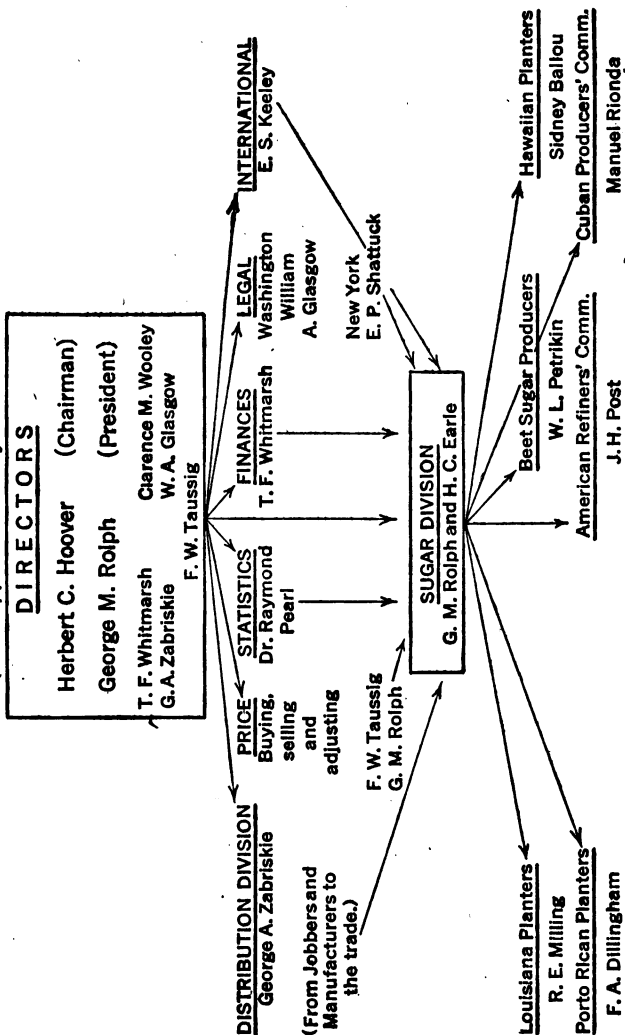 DIRECTORS
Herbert C. Hoover (Chairman)
George M. Rolph (President)
T. F. Whitmarsh Clarence M. Wooley
G. A. Zabriskie W. A. Glasgow
F. W. Taussig
DISTRIBUTION DIVISION
George A. Zabriskie
(From Jobbers and
Manufacturers to
the trade.)
PRICE
Buying,
selling
and
adjusting
F. W. Taussig
G. M. Rolph
STATISTICS
Dr. Raymond
Pearl
FINANCES
T. F. Whitmarsh
LEGAL
Washington
William
A. Glasgow
New York
E. P. Shattuck
INTERNATIONAL
E. S. Keeley
SUGAR DIVISION
G. M. Rolph and H. C. Earle
Louisiana Planters
R. E. Milling
Porto Rican Planters
F. A. Dillingham
Beet Sugar Producers
W. L. Petrikin
American Refiners' Comm.
J. H. Post
Hawaiian Planters
Sidney Ballou
Cuban Producers' Comm.
Manuel Rionda